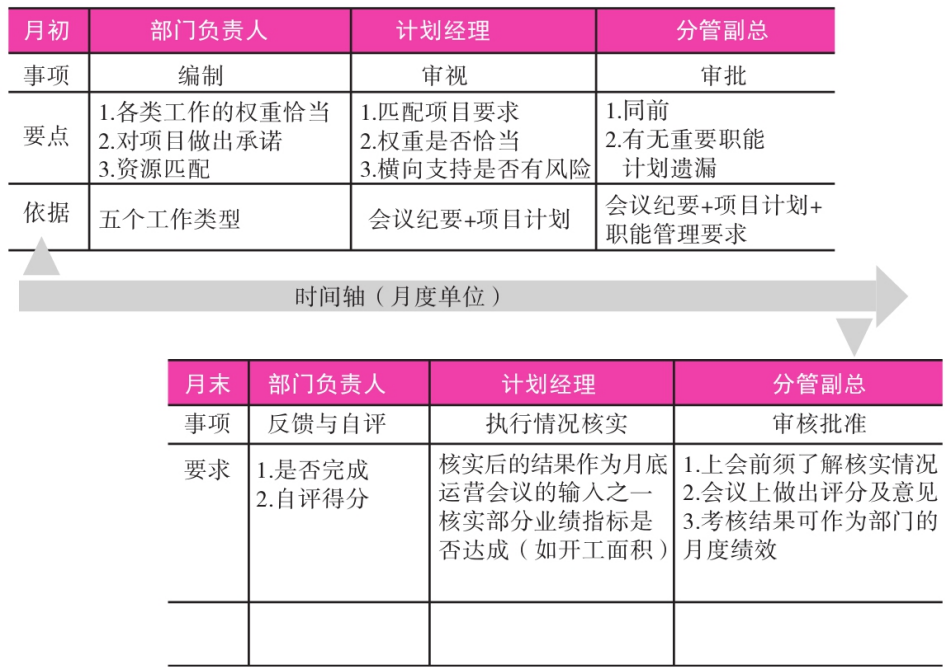 月初 部门负责人 计划经理 分管副总
事项 编制 审视 审批
要点
1.各类工作的权重恰当
2.对项目做出承诺
3.资源匹配
1.匹配项目要求
2.权重是否恰当
3.横向支持是否有风险
1.同前
2.有无重要职能
计划遗漏
依据
五个工作类型
会议纪要+项目计划
会议纪要+项目计划+
职能管理要求
时间轴（月度单位）
月末 部门负责人 计划经理 分管副总
事项 反馈与自评 执行情况核实 审核批准
要求
1.是否完成
2.自评得分
核实后的结果作为月底
运营会议的输入之一
核实部分业绩指标是
否达成（如开工面积）
1.上会前须了解核实情况
2.会议上做出评分及意见
3.考核结果可作为部门的
月度绩效